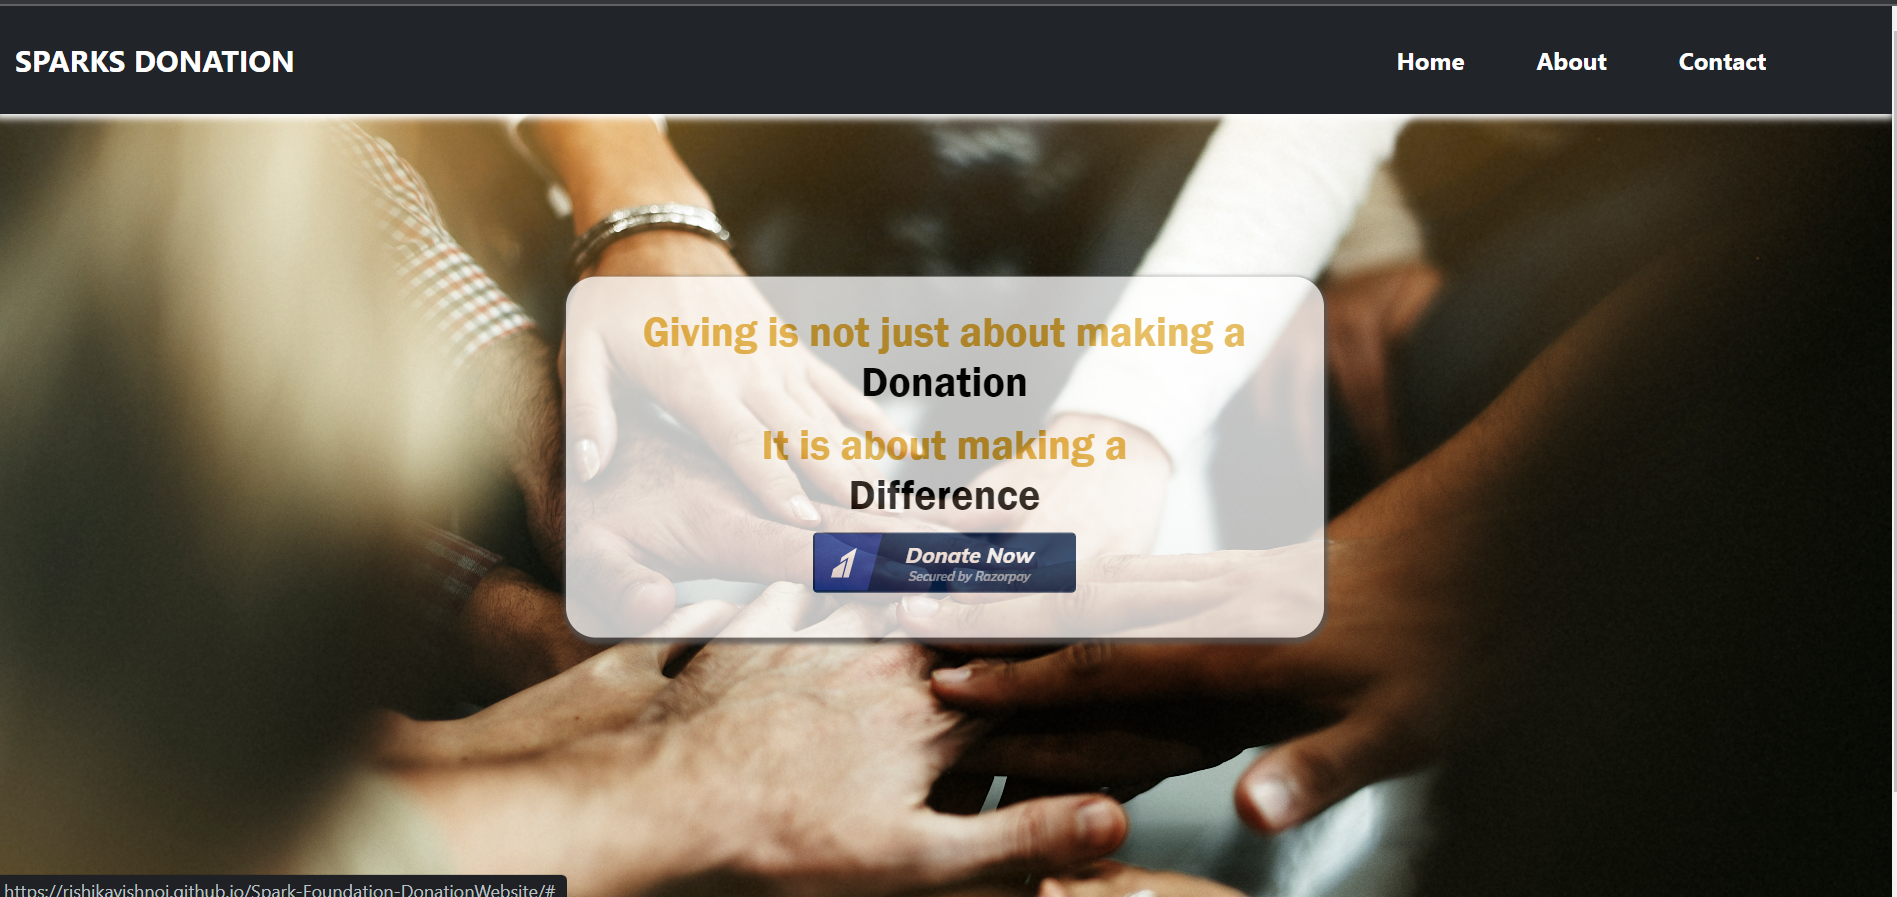 SPARKS DONATION
Home
About
Contact
Giving is not just about making a
Donation
It is about making a
Difference
Donate Now
Secured by Razorpay
https://rishikavishnoi.github.io/Spark-Foundation-DonationWebsite/#